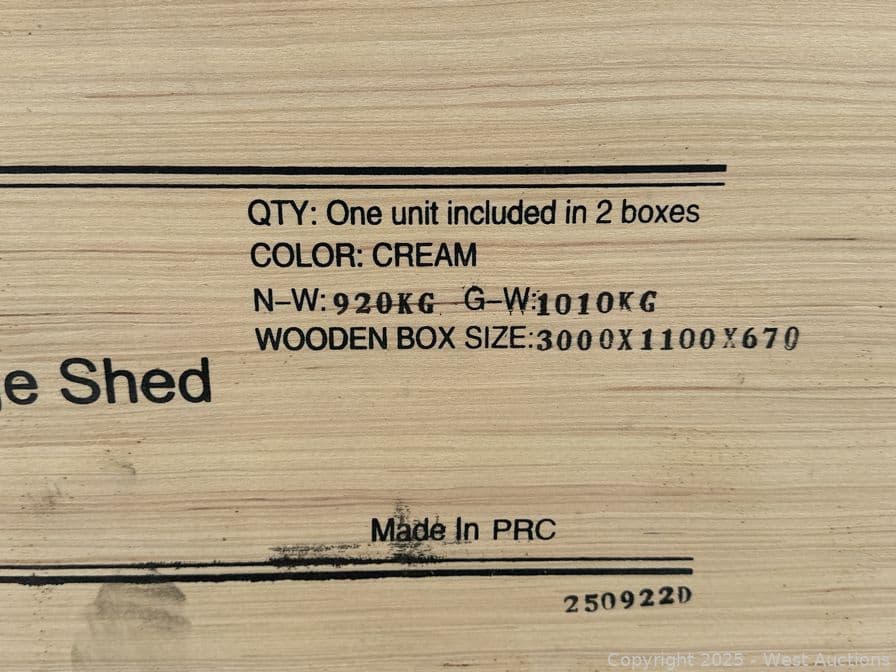 QTY: One unit included in 2 boxes
COLOR: CREAM
N-W: 920KG G-W:1010KG
WOODEN BOX SIZE:3000X1100X670
e Shed
Made In PRC
250922D
Copyright 2025 - West Auctions